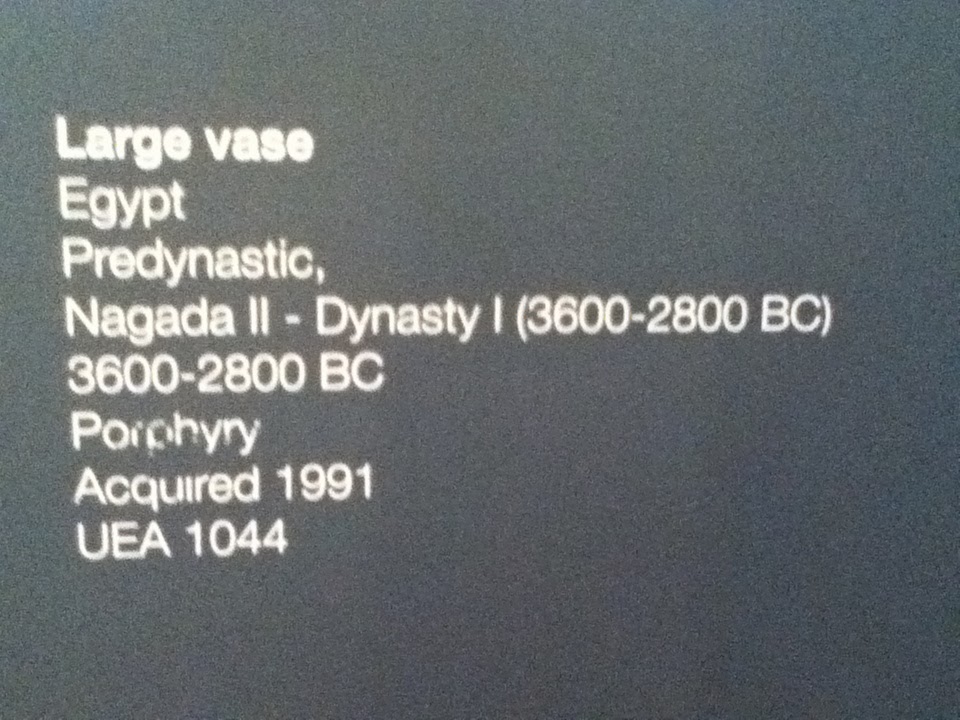 Large vase
Egypt
Predynastic,
Nagada II - Dynasty I (3600-2800 BC)
3600-2800 BC
Porphyry
Acquired 1991
UEA 1044